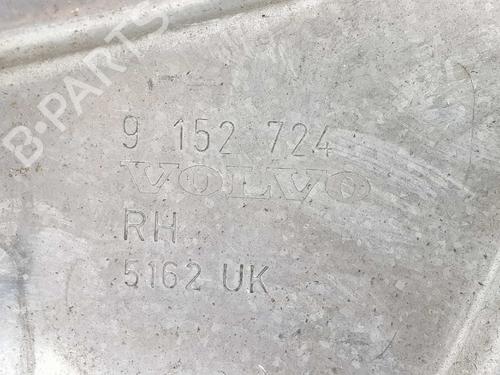 B-PARTS
9 152 724
VOLVO
RH
5162 UK